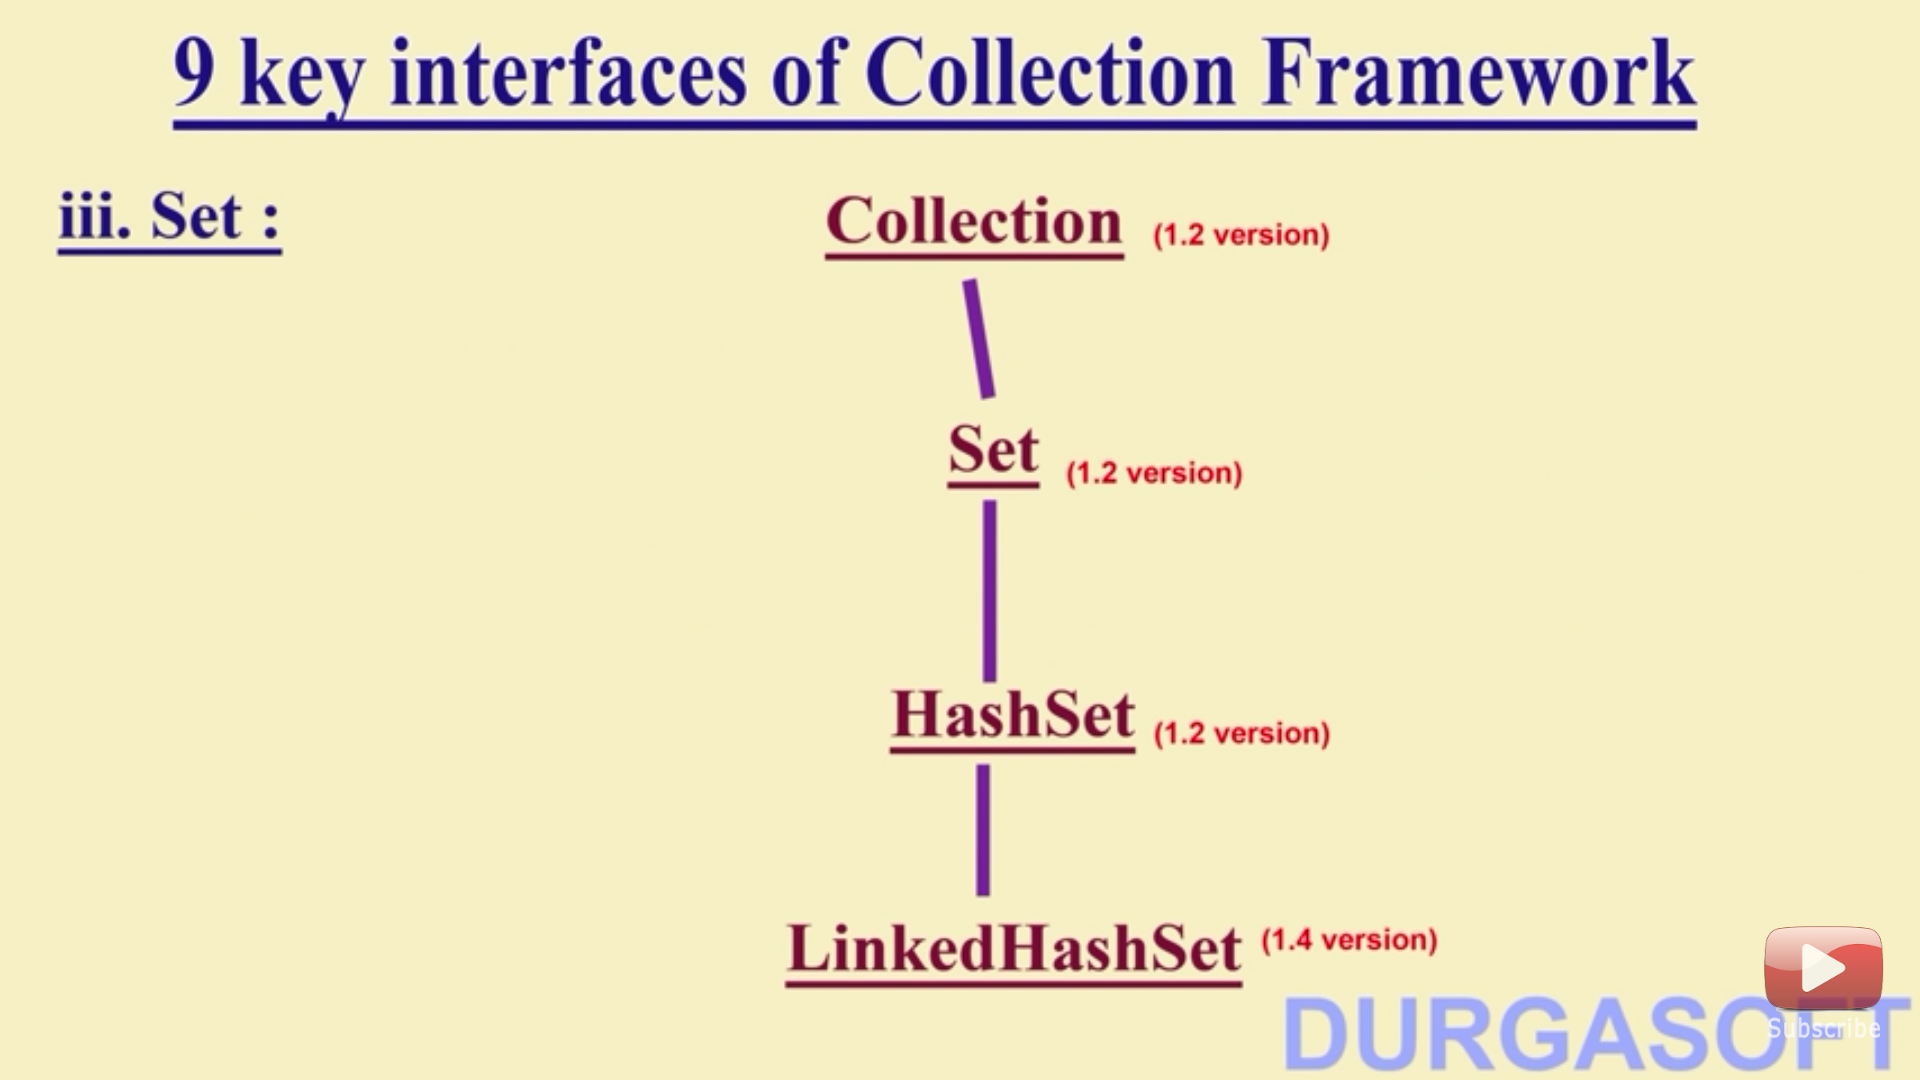 9 key interfaces of Collection Framework
iii. Set :
Collection (1.2 version)
Set (1.2 version)
HashSet (1.2 version)
LinkedHashSet (1.4 version)
DURGASOFT
Subscribe